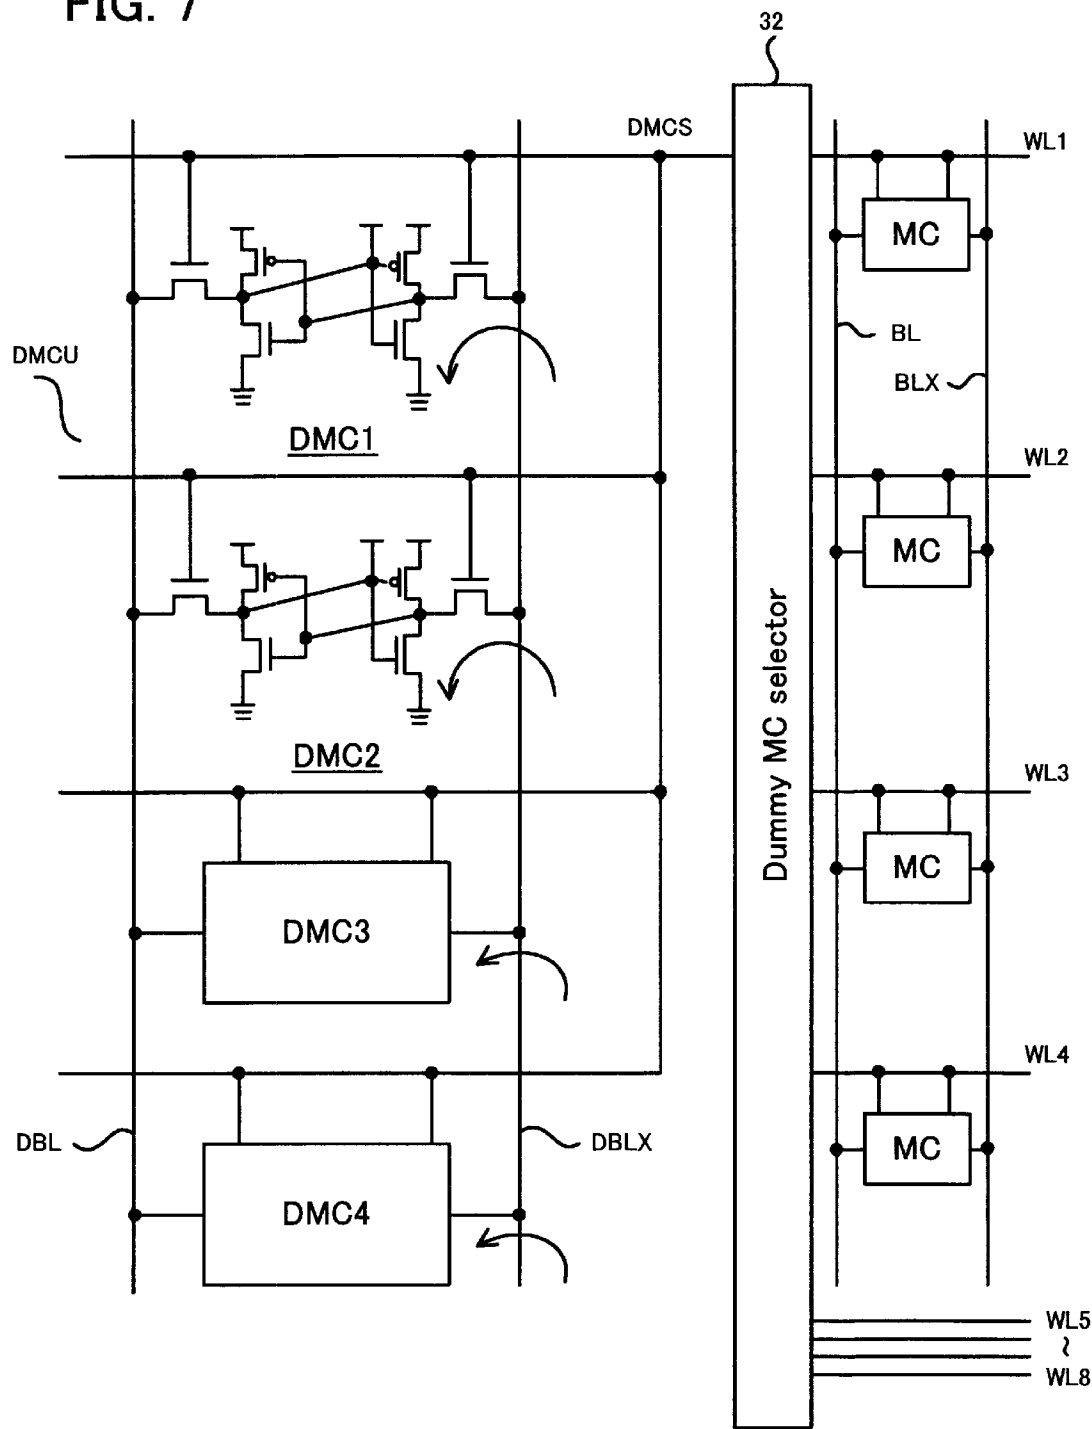 FIG. 7
32
DMCS
WL1
MC
DMCU
BL
BLX
DMC1
WL2
MC
Dummy MC selector
DMC2
WL3
MC
DMC3
WL4
MC
DBL
DBLX
DMC4
WL5
~
WL8